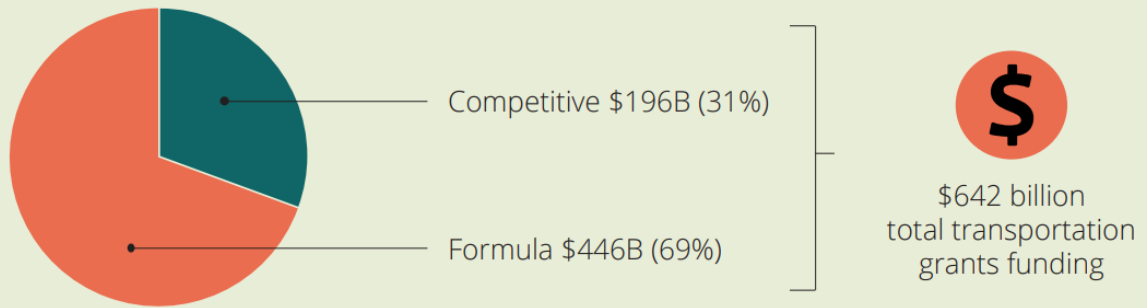 Competitive $196B (31%)
Formula $446B (69%)
$
$642 billion
total transportation
grants funding